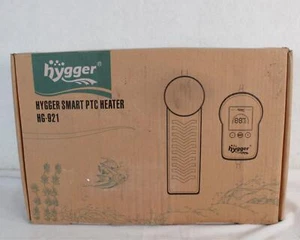 hygger®
HYGGER SMART PTC HEATER
HG-921
hygger